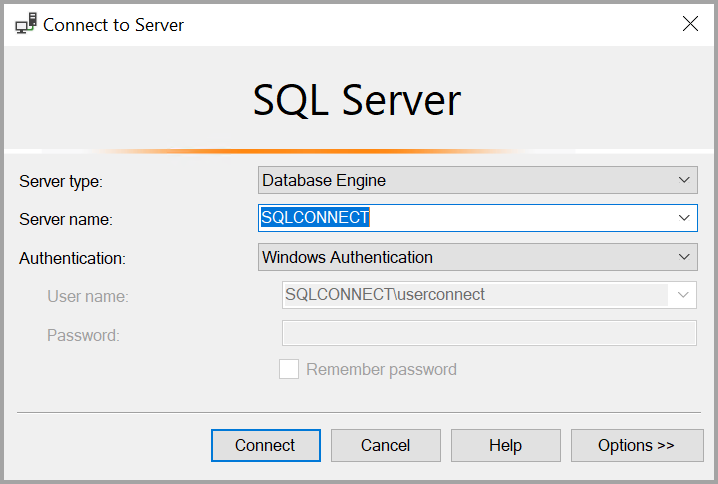 Connect to Server
SQL Server
Server type: Database Engine
Server name: SQLCONNECT
Authentication: Windows Authentication
User name: SQLCONNECT\userconnect
Password:
Remember password
Connect Cancel Help Options >>